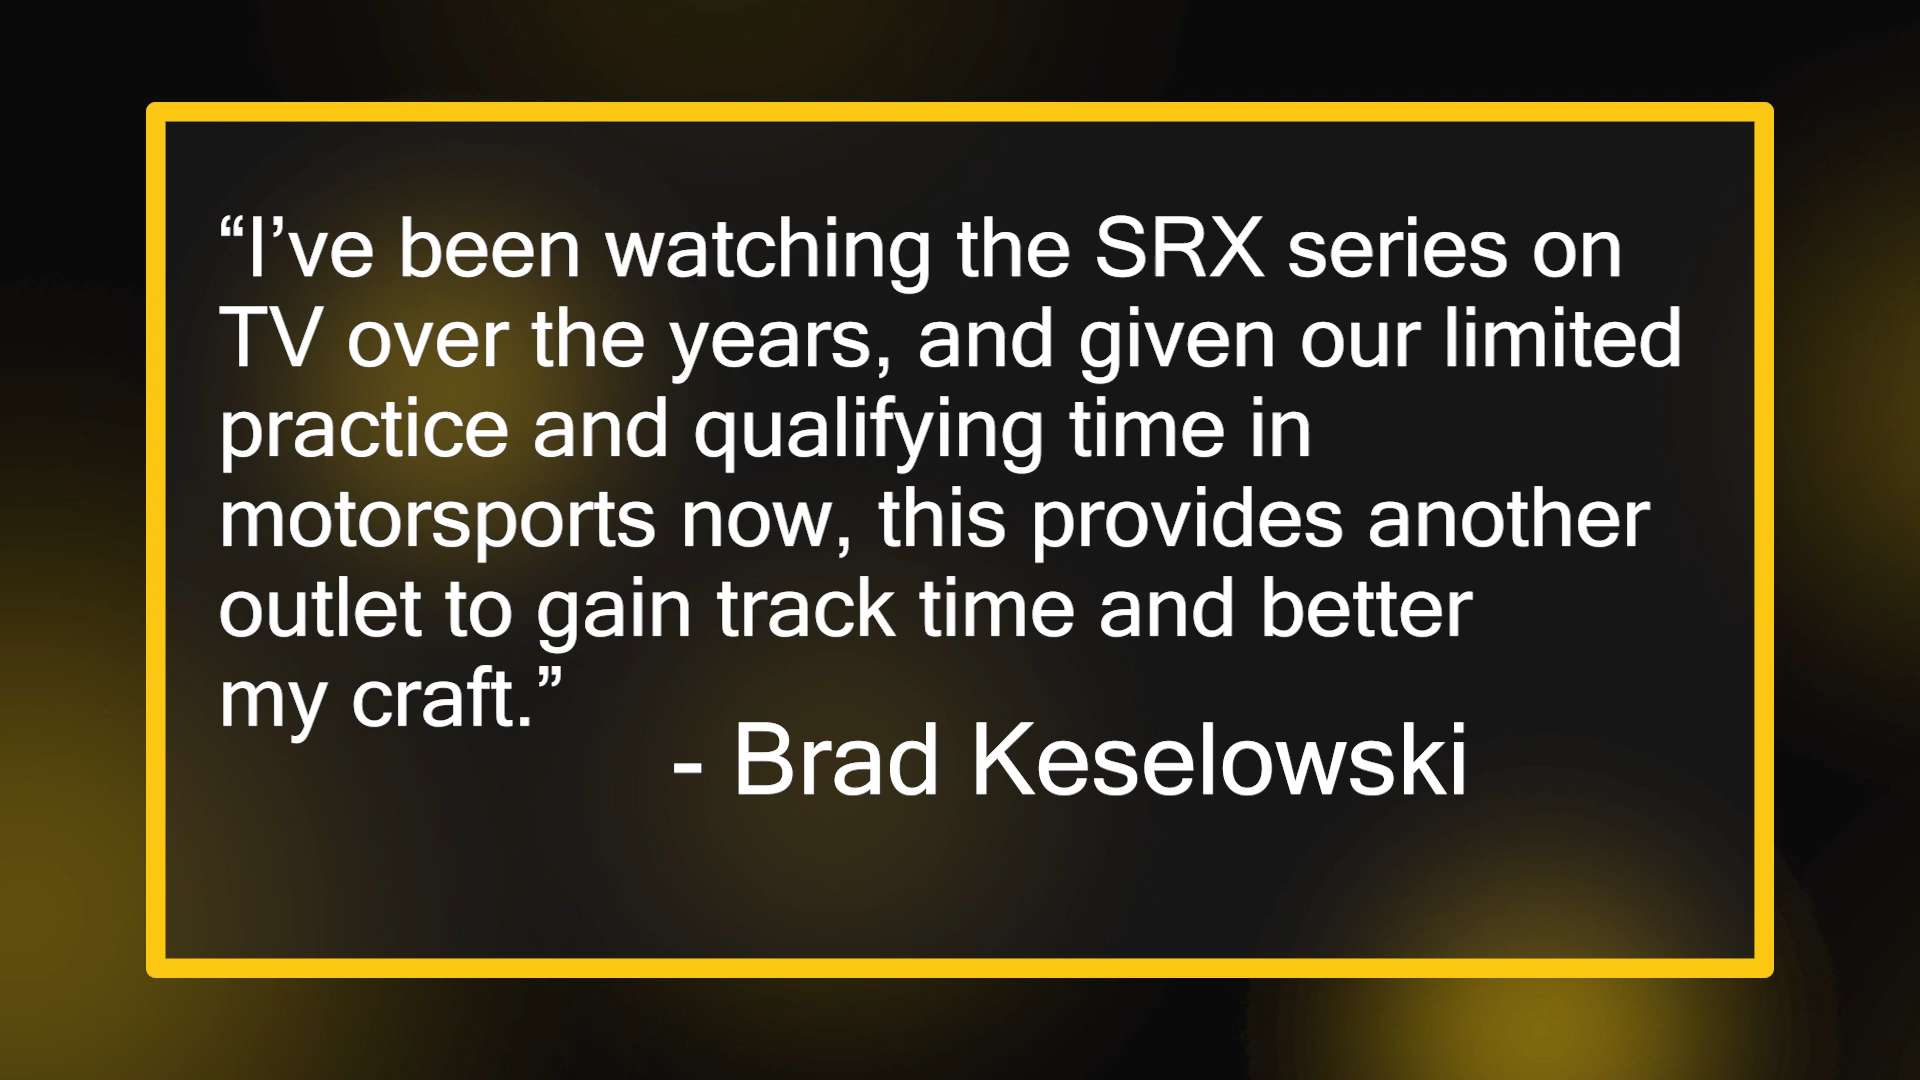 “I’ve been watching the SRX series on
TV over the years, and given our limited
practice and qualifying time in
motorsports now, this provides another
outlet to gain track time and better
my craft.”
- Brad Keselowski